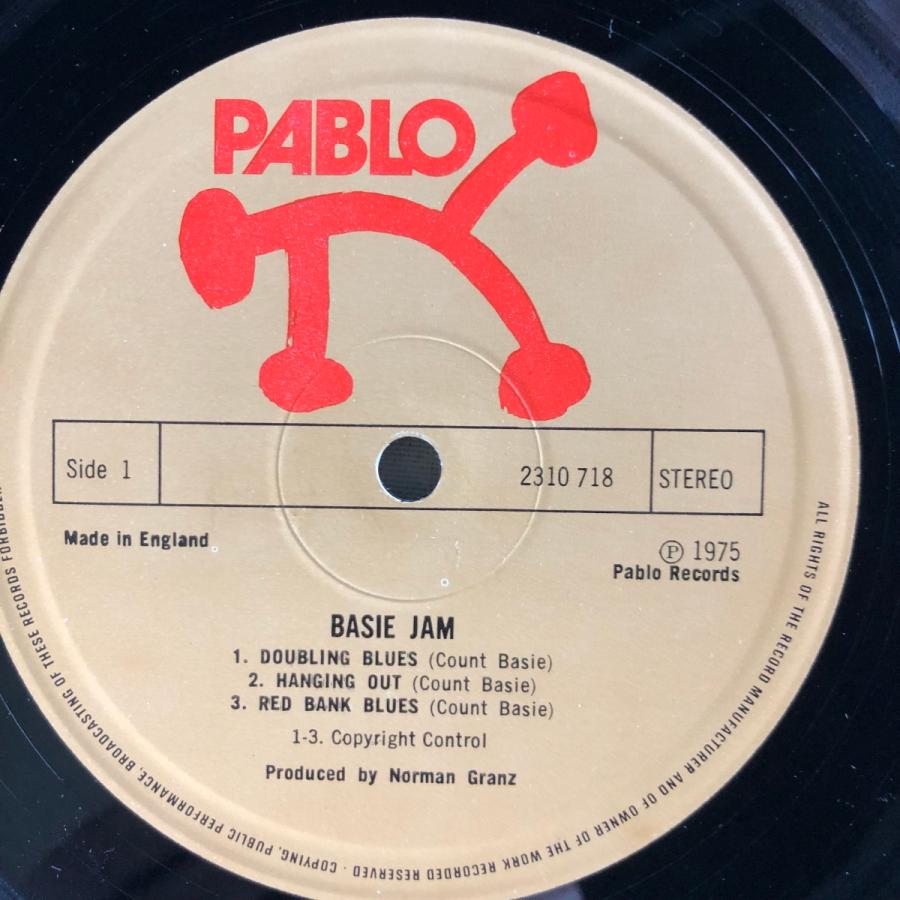 PABLO
Side 1
2310 718
STEREO
Made in England
Ⓟ 1975
Pablo Records
BASIE JAM
1. DOUBLING BLUES (Count Basie)
2. HANGING OUT (Count Basie)
3. RED BANK BLUES (Count Basie)
1-3. Copyright Control
Produced by Norman Granz
ALL RIGHTS OF THE RECORD MANUFACTURER AND OF OWNER OF THE WORK RECORDED RESERVED · COPYING, PUBLIC PERFORMANCE, BROADCASTING OF THESE RECORDS FORBIDDEN